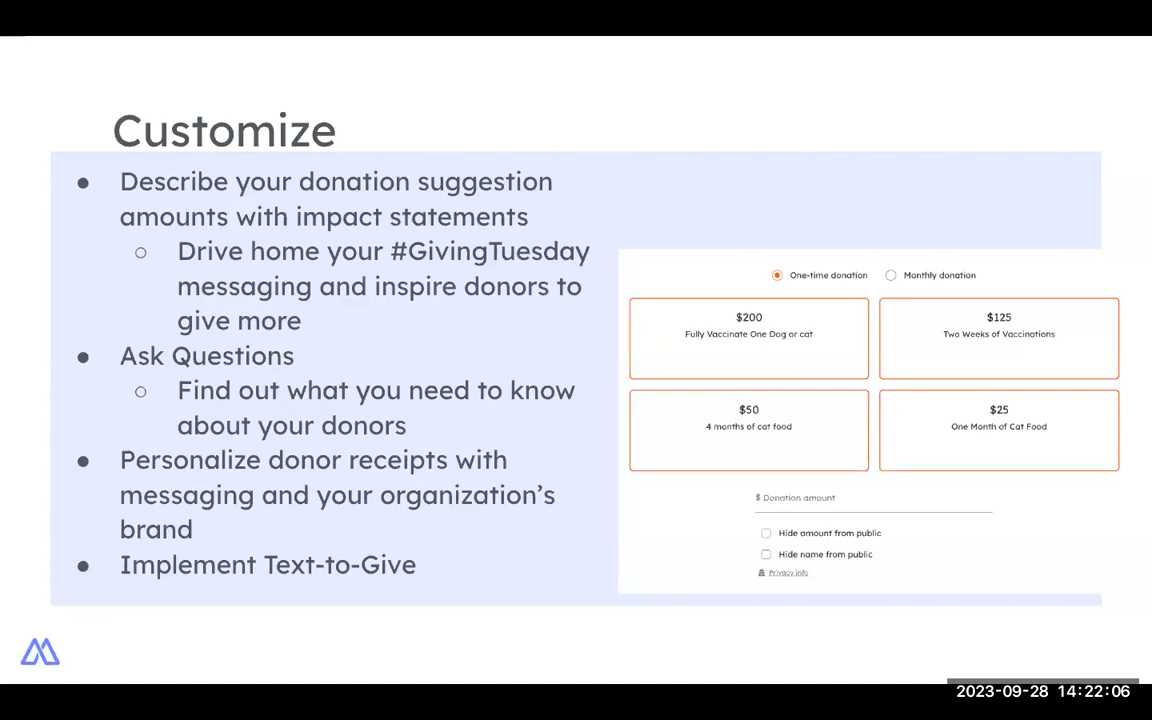 Customize
● Describe your donation suggestion
amounts with impact statements
○ Drive home your #GivingTuesday
messaging and inspire donors to
give more
● Ask Questions
○ Find out what you need to know
about your donors
● Personalize donor receipts with
messaging and your organization's
brand
● Implement Text-to-Give
One-time donation Monthly donation
$200
Fully Vaccinate One Dog or cat
$125
Two Weeks of Vaccinations
$50
4 months of cat food
$25
One Month of Cat Food
$ Donation amount
Hide amount from public
Hide name from public
Privacy info
2023-09-28 14:22:06